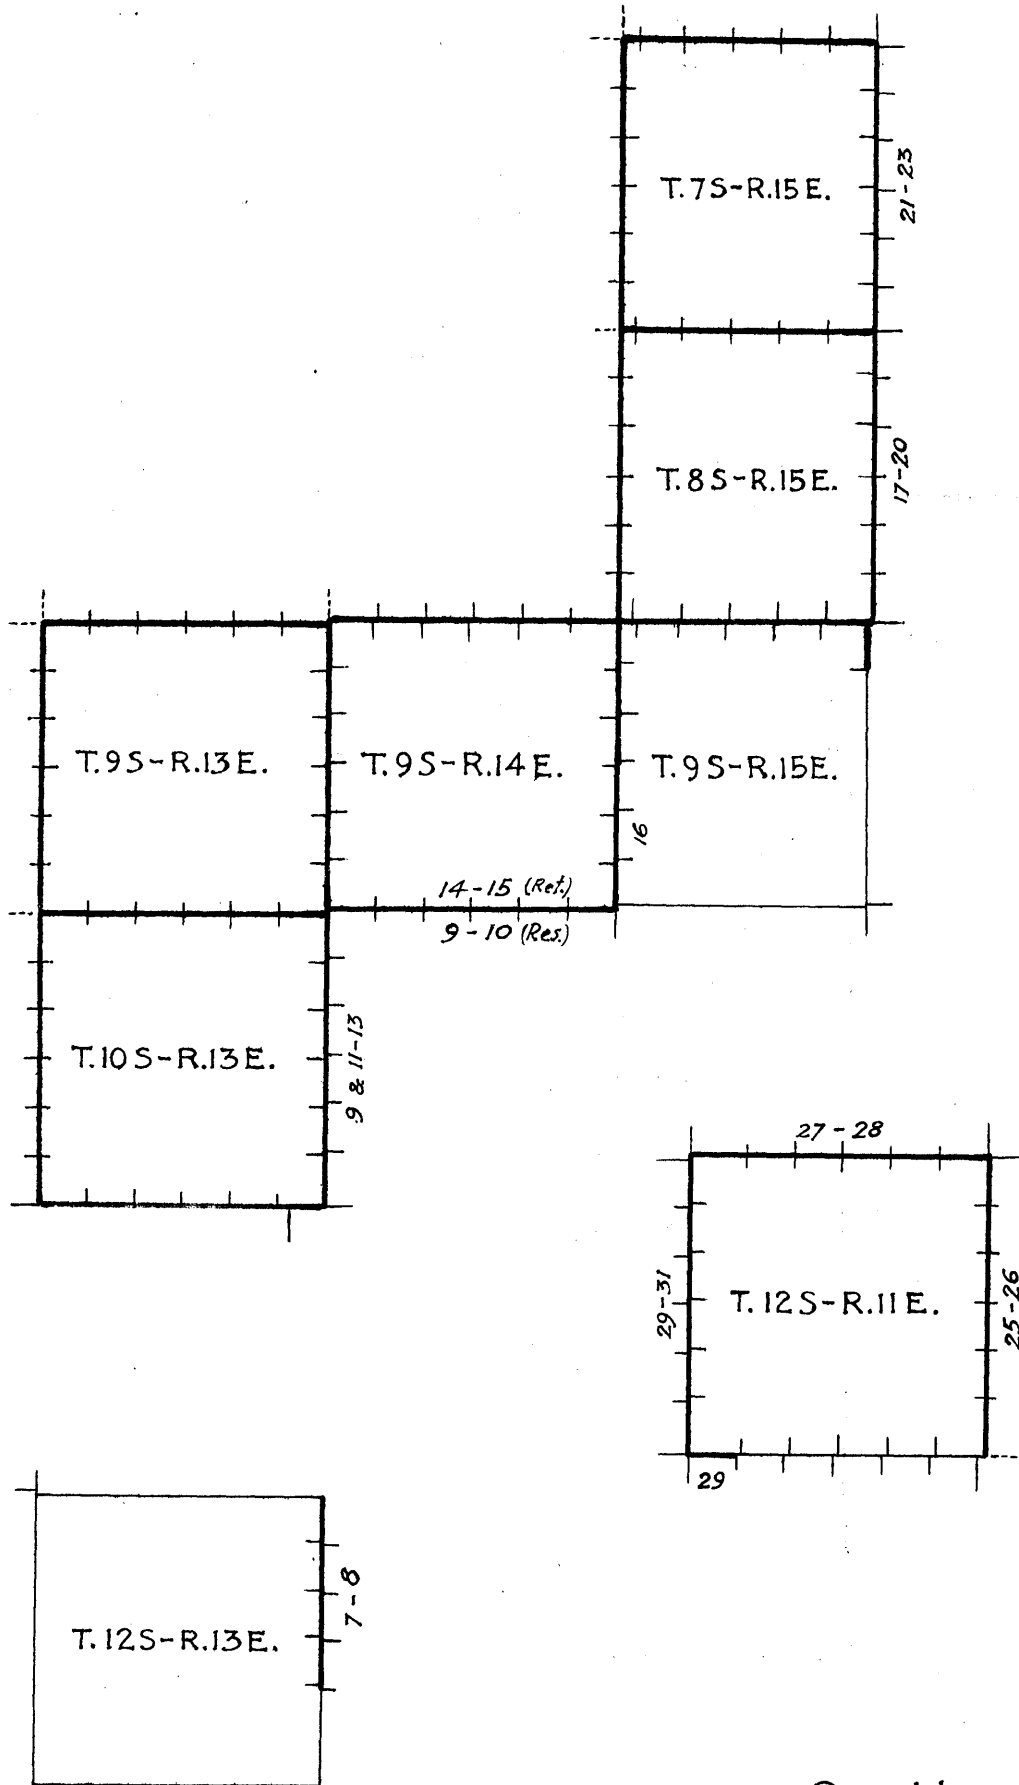 T.7S-R.15E.
21-23
T.8S-R.15E.
17-20
T.9S-R.13E.
T.9S-R.14E.
T.9S-R.15E.
16
14-15 (Ret.)
9-10 (Res.)
T.10S-R.13E.
9 & 11-13
27-28
29-31
T.12S-R.11E.
25-26
29
7-8
T.12S-R.13E.